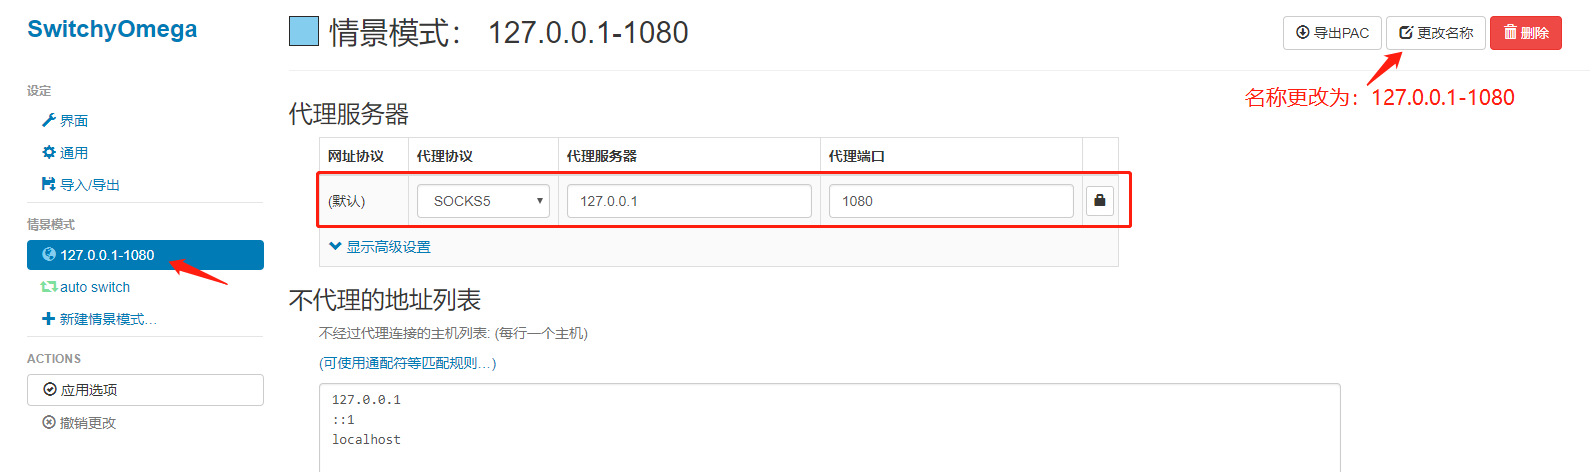 SwitchyOmega
设定
界面
通用
导入/导出
情景模式
127.0.0.1-1080
auto switch
新建情景模式...
ACTIONS
应用选项
撤销更改
情景模式： 127.0.0.1-1080
导出PAC
更改名称
删除
名称更改为：127.0.0.1-1080
代理服务器
网址协议 代理协议 代理服务器 代理端口
(默认) SOCKS5 127.0.0.1 1080
显示高级设置
不代理的地址列表
不经过代理连接的主机列表: (每行一个主机)
(可使用通配符等匹配规则...)
127.0.0.1
::1
localhost